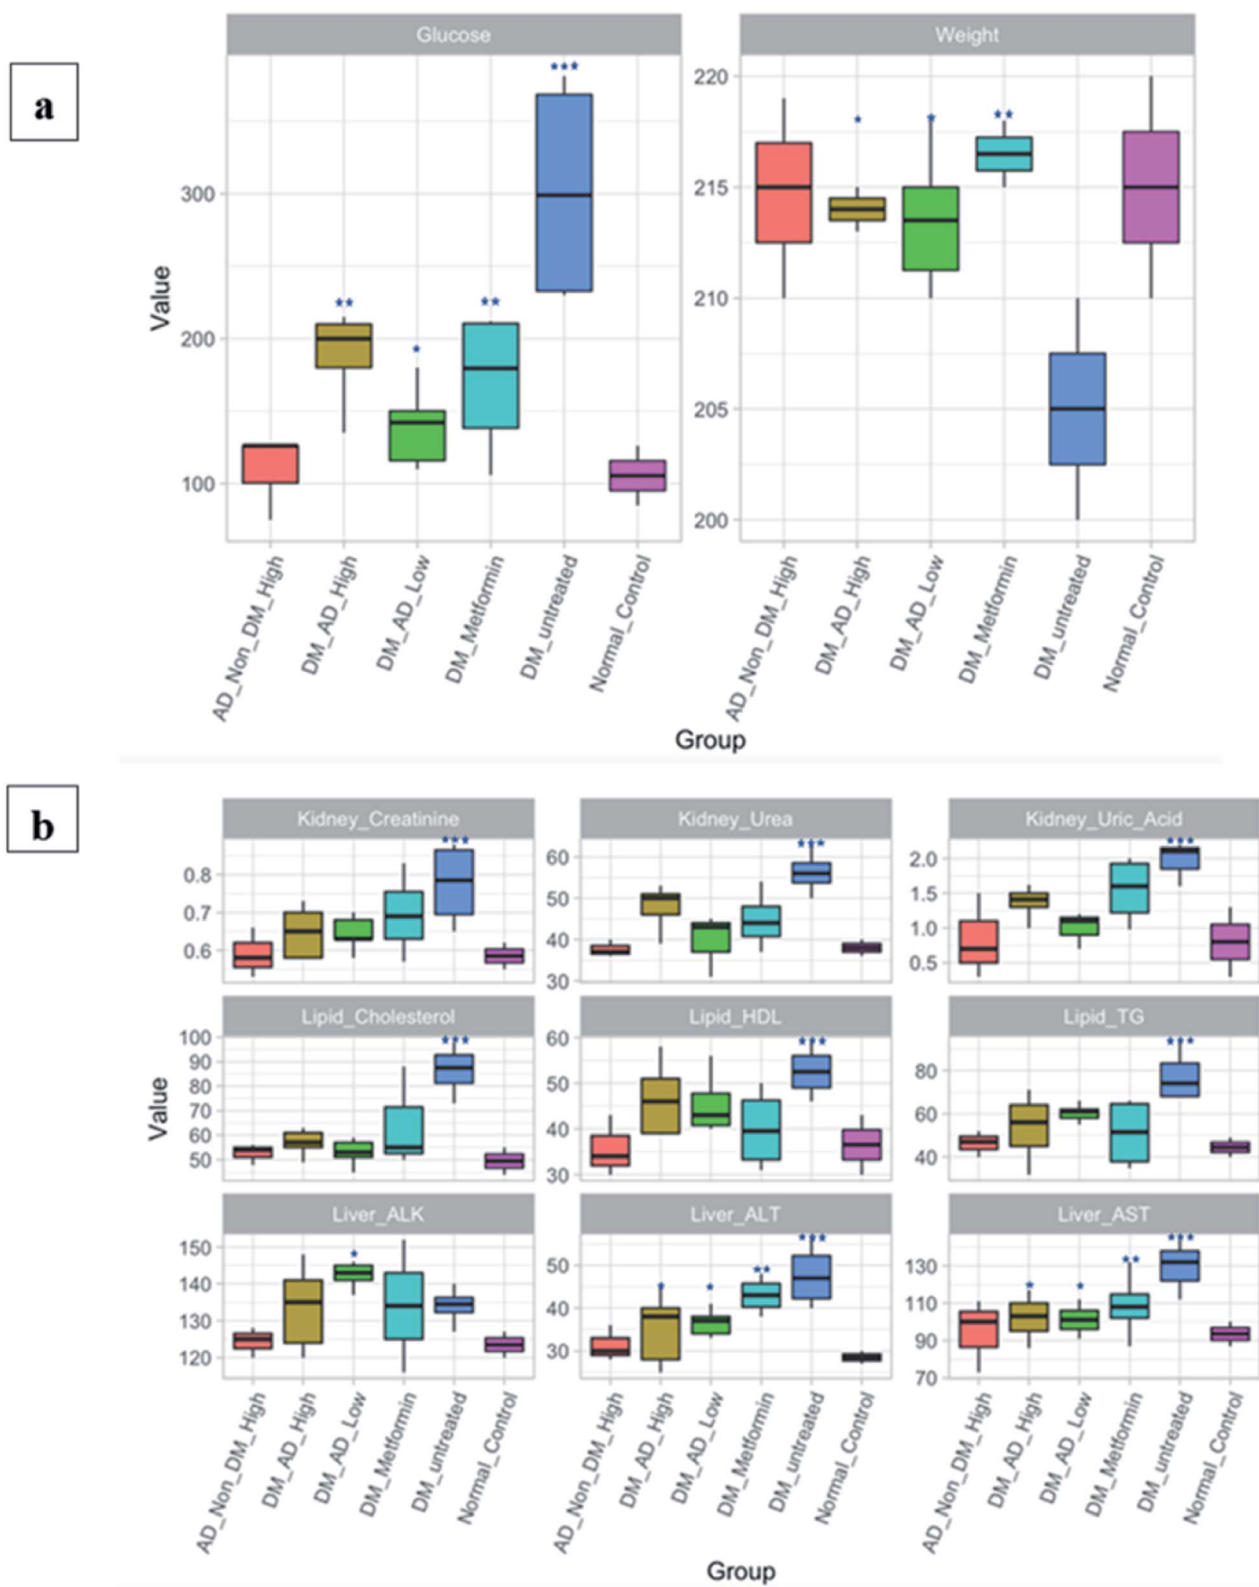 a
Glucose
Weight
***
**
**
*
*
*
**
Value
300
200
100
220
215
210
205
200
AD_Non_DM_High
DM_AD_High
DM_AD_Low
DM_Metformin
DM_untreated
Normal_Control
AD_Non_DM_High
DM_AD_High
DM_AD_Low
DM_Metformin
DM_untreated
Normal_Control
Group
b
Kidney_Creatinine
Kidney_Urea
Kidney_Uric_Acid
***
***
***
0.8
0.7
0.6
60
50
40
30
2.0
1.5
1.0
0.5
Lipid_Cholesterol
Lipid_HDL
Lipid_TG
***
***
***
Value
100
90
80
70
60
50
60
50
40
30
80
60
40
Liver_ALK
Liver_ALT
Liver_AST
*
*
*
**
***
*
*
**
***
150
140
130
120
50
40
30
130
110
90
70
AD_Non_DM_High
DM_AD_High
DM_AD_Low
DM_Metformin
DM_untreated
Normal_Control
AD_Non_DM_High
DM_AD_High
DM_AD_Low
DM_Metformin
DM_untreated
Normal_Control
AD_Non_DM_High
DM_AD_High
DM_AD_Low
DM_Metformin
DM_untreated
Normal_Control
Group